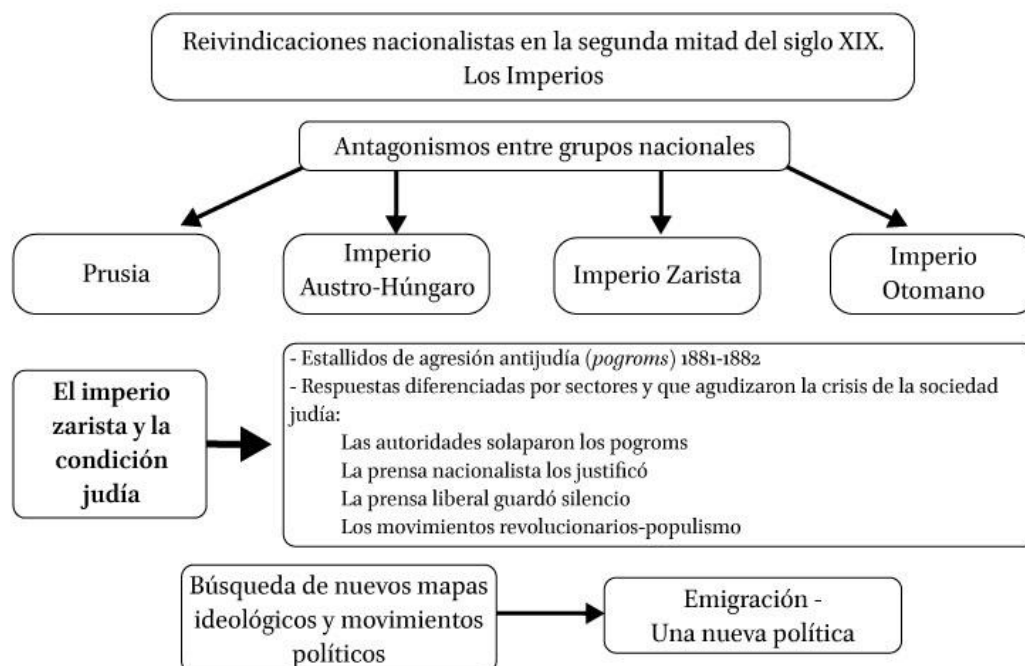 Reivindicaciones nacionalistas en la segunda mitad del siglo XIX.
Los Imperios
Antagonismos entre grupos nacionales
Prusia
Imperio
Austro-Húngaro
Imperio Zarista
Imperio
Otomano
El imperio
zarista y la
condición
judía
- Estallidos de agresión antijudía (pogroms) 1881-1882
- Respuestas diferenciadas por sectores y que agudizaron la crisis de la sociedad
judía:
Las autoridades solaparon los pogroms
La prensa nacionalista los justificó
La prensa liberal guardó silencio
Los movimientos revolucionarios-populismo
Búsqueda de nuevos mapas
ideológicos y movimientos
políticos
Emigración -
Una nueva política